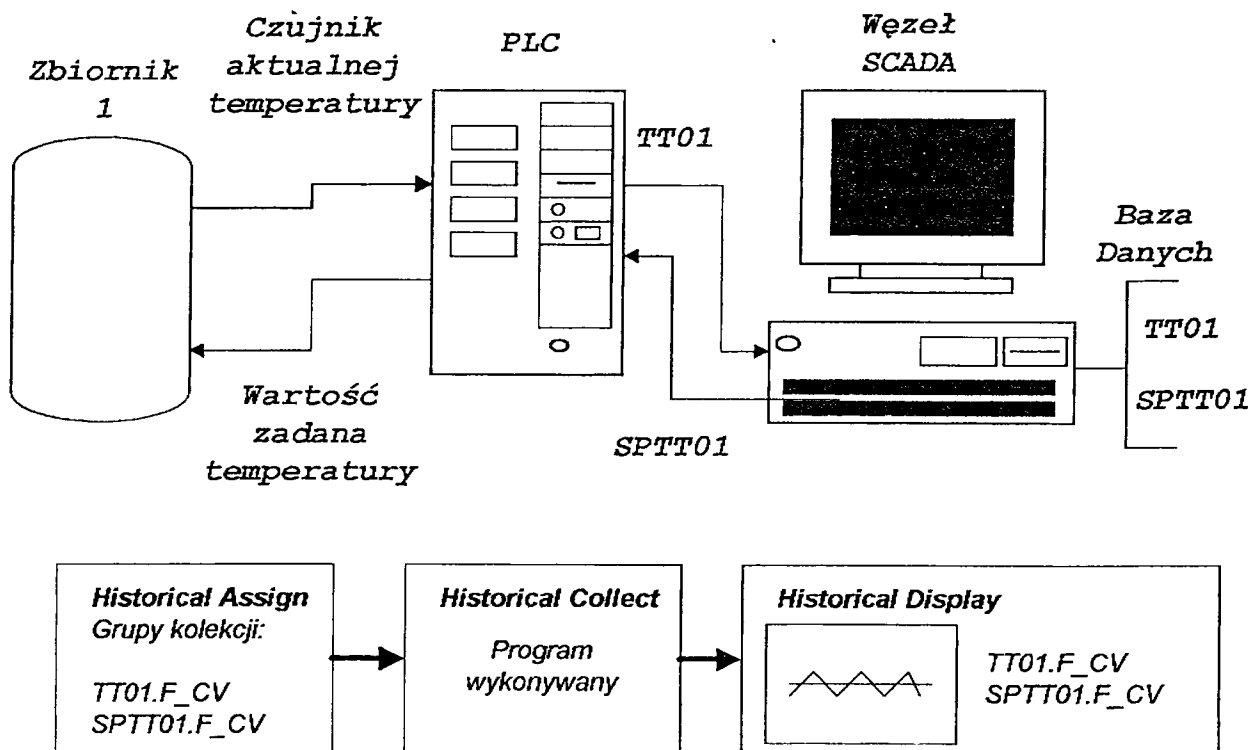 Zbiornik
1
Czujnik
aktualnej
temperatury
PLC
Węzeł
SCADA
TT01
Baza
Danych
TT01
SPTT01
Wartość
zadana
temperatury
SPTT01
Historical Assign
Grupy kolekcji:
TT01.F_CV
SPTT01.F_CV
Historical Collect
Program
wykonywany
Historical Display
TT01.F_CV
SPTT01.F_CV